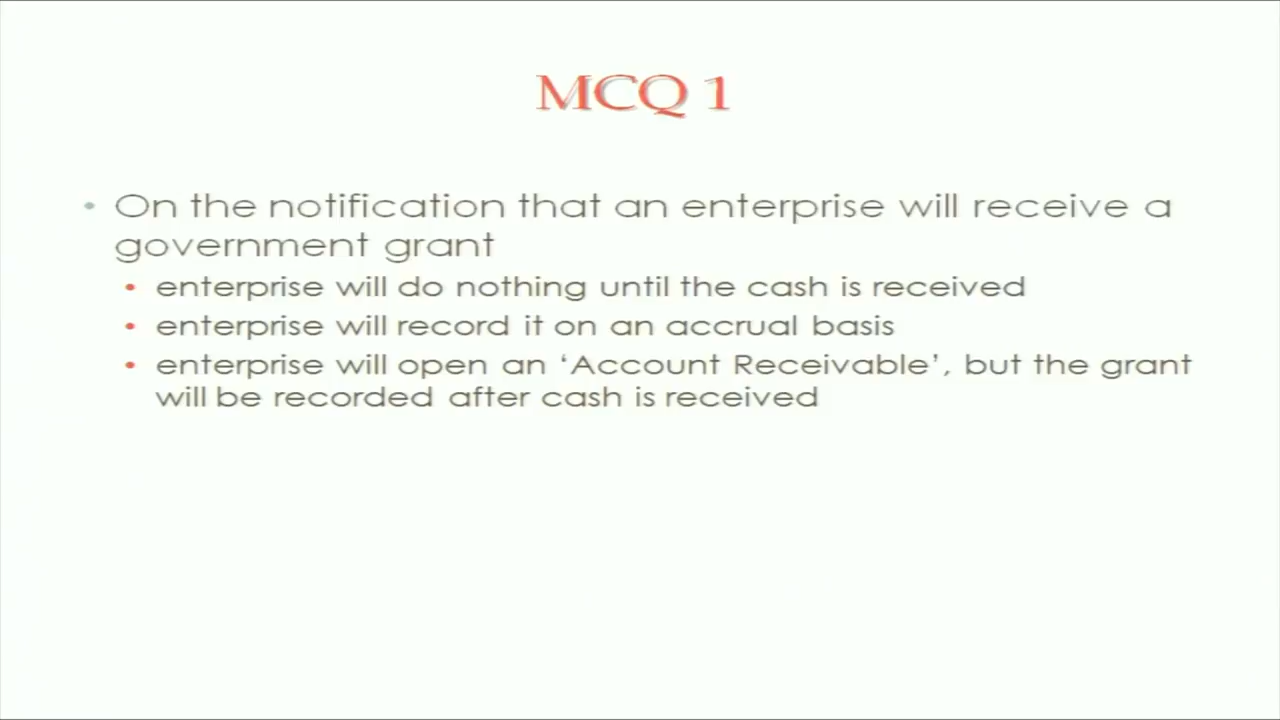 MCQ 1
• On the notification that an enterprise will receive a
government grant
• enterprise will do nothing until the cash is received
• enterprise will record it on an accrual basis
• enterprise will open an ‘Account Receivable’, but the grant
will be recorded after cash is received